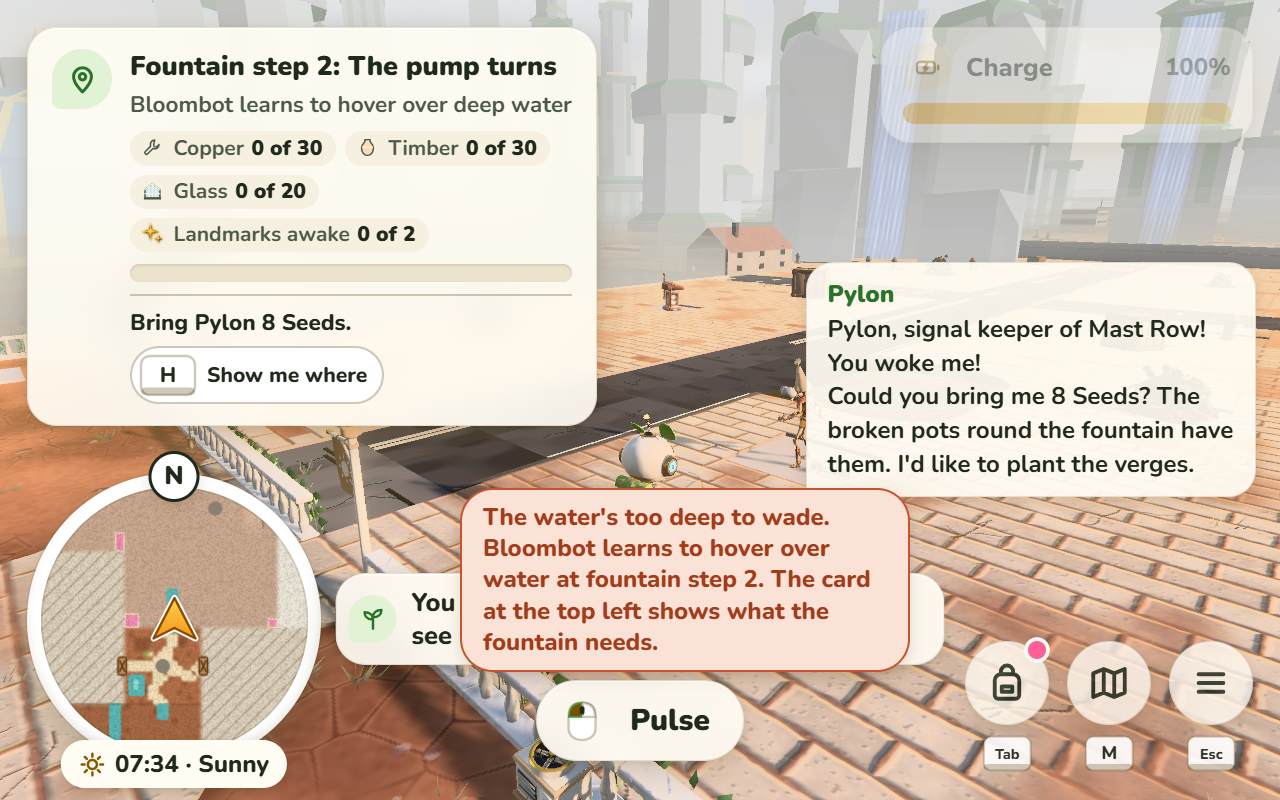 Fountain step 2: The pump turns
Bloombot learns to hover over deep water
Copper 0 of 30
Timber 0 of 30
Glass 0 of 20
Landmarks awake 0 of 2
Bring Pylon 8 Seeds.
H Show me where
Charge 100%
Pylon
Pylon, signal keeper of Mast Row!
You woke me!
Could you bring me 8 Seeds? The
broken pots round the fountain have
them. I'd like to plant the verges.
N
You
see
The water's too deep to wade.
Bloombot learns to hover over
water at fountain step 2. The card
at the top left shows what the
fountain needs.
Pulse
07:34 · Sunny
Tab
M
Esc